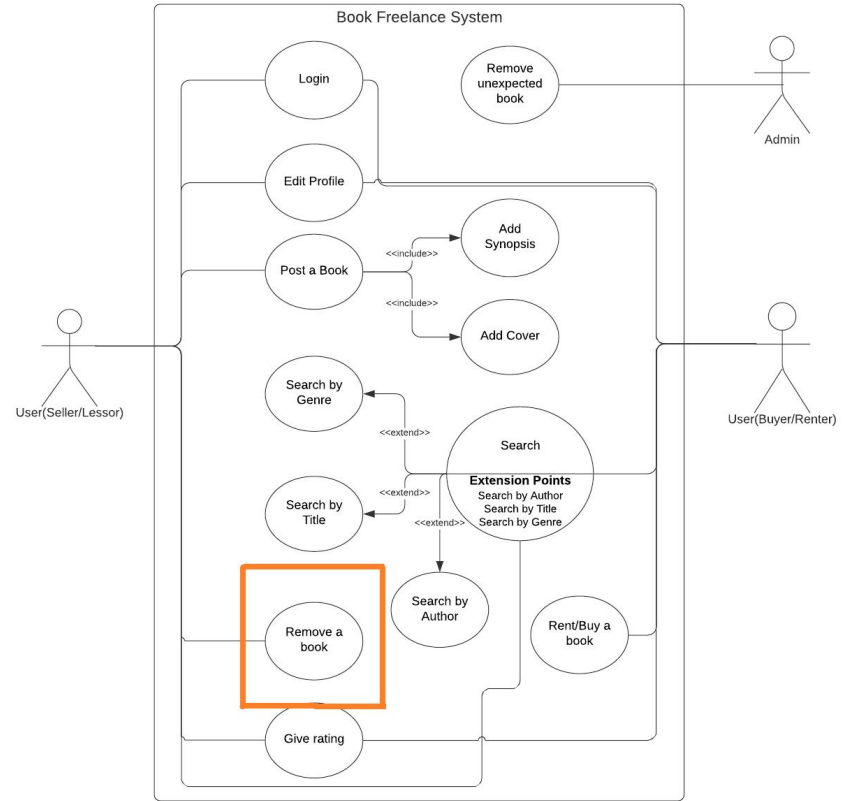 Book Freelance System
Login
Remove
unexpected
book
Admin
Edit Profile
Add
Synopsis
<<include>>
Post a Book
<<include>>
Add Cover
User(Seller/Lessor)
User(Buyer/Renter)
Search by
Genre
<<extend>>
Search
Extension Points
Search by Author
Search by Title
Search by Genre
Search by
Title
<<extend>>
<<extend>>
Search by
Author
Remove a
book
Rent/Buy a
book
Give rating